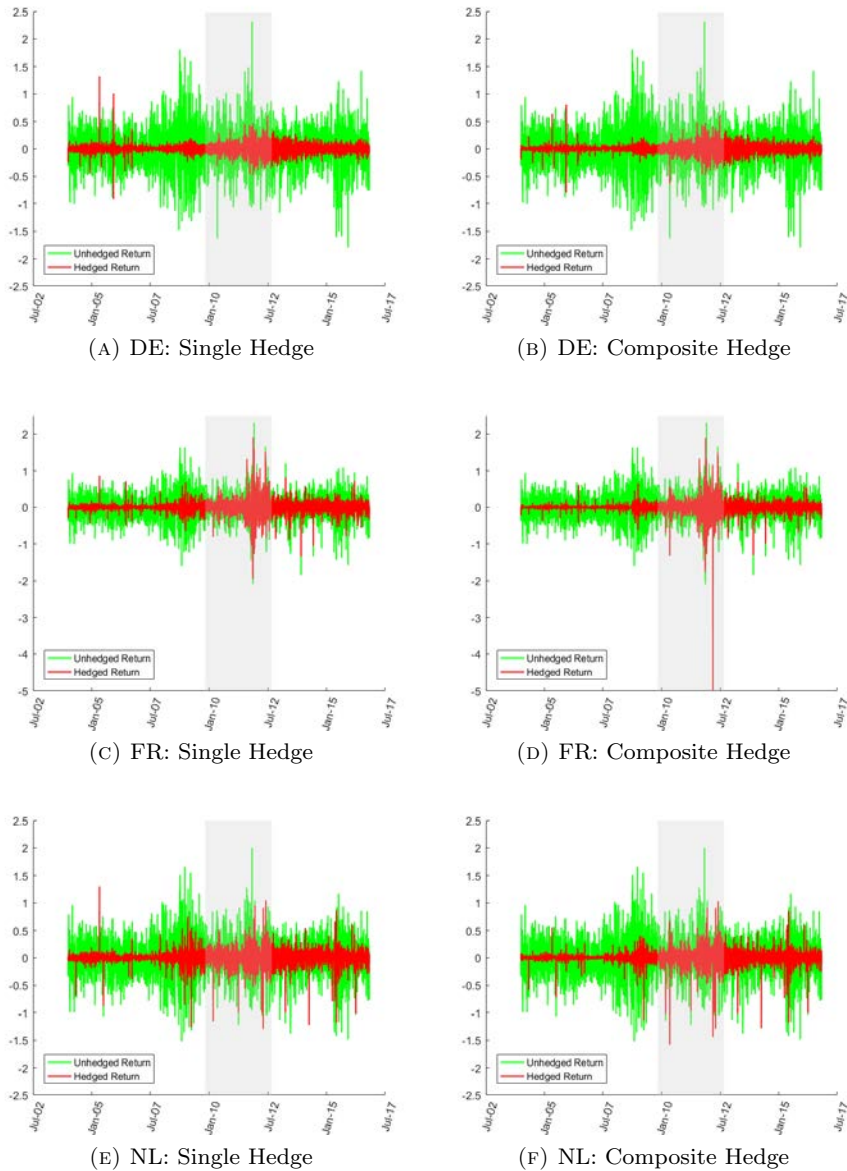 2.5
2
1.5
1
0.5
0
-0.5
-1
-1.5
-2
-2.5
Unhedged Return
Hedged Return
Jul-02
Jan-05
Jul-07
Jan-10
Jul-12
Jan-15
Jul-17
(A) DE: Single Hedge
2.5
2
1.5
1
0.5
0
-0.5
-1
-1.5
-2
-2.5
Unhedged Return
Hedged Return
Jul-02
Jan-05
Jul-07
Jan-10
Jul-12
Jan-15
Jul-17
(B) DE: Composite Hedge
2
1
0
-1
-2
-3
-4
-5
Unhedged Return
Hedged Return
Jul-02
Jan-05
Jul-07
Jan-10
Jul-12
Jan-15
Jul-17
(C) FR: Single Hedge
2
1
0
-1
-2
-3
-4
-5
Unhedged Return
Hedged Return
Jul-02
Jan-05
Jul-07
Jan-10
Jul-12
Jan-15
Jul-17
(D) FR: Composite Hedge
2.5
2
1.5
1
0.5
0
-0.5
-1
-1.5
-2
-2.5
Unhedged Return
Hedged Return
Jul-02
Jan-05
Jul-07
Jan-10
Jul-12
Jan-15
Jul-17
(E) NL: Single Hedge
2.5
2
1.5
1
0.5
0
-0.5
-1
-1.5
-2
-2.5
Unhedged Return
Hedged Return
Jul-02
Jan-05
Jul-07
Jan-10
Jul-12
Jan-15
Jul-17
(F) NL: Composite Hedge